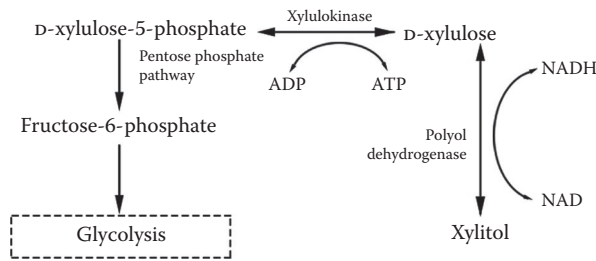 D-xylulose-5-phosphate
Xylulokinase
D-xylulose
Pentose phosphate
pathway
ADP
ATP
NADH
Fructose-6-phosphate
Polyol
dehydrogenase
NAD
Glycolysis
Xylitol